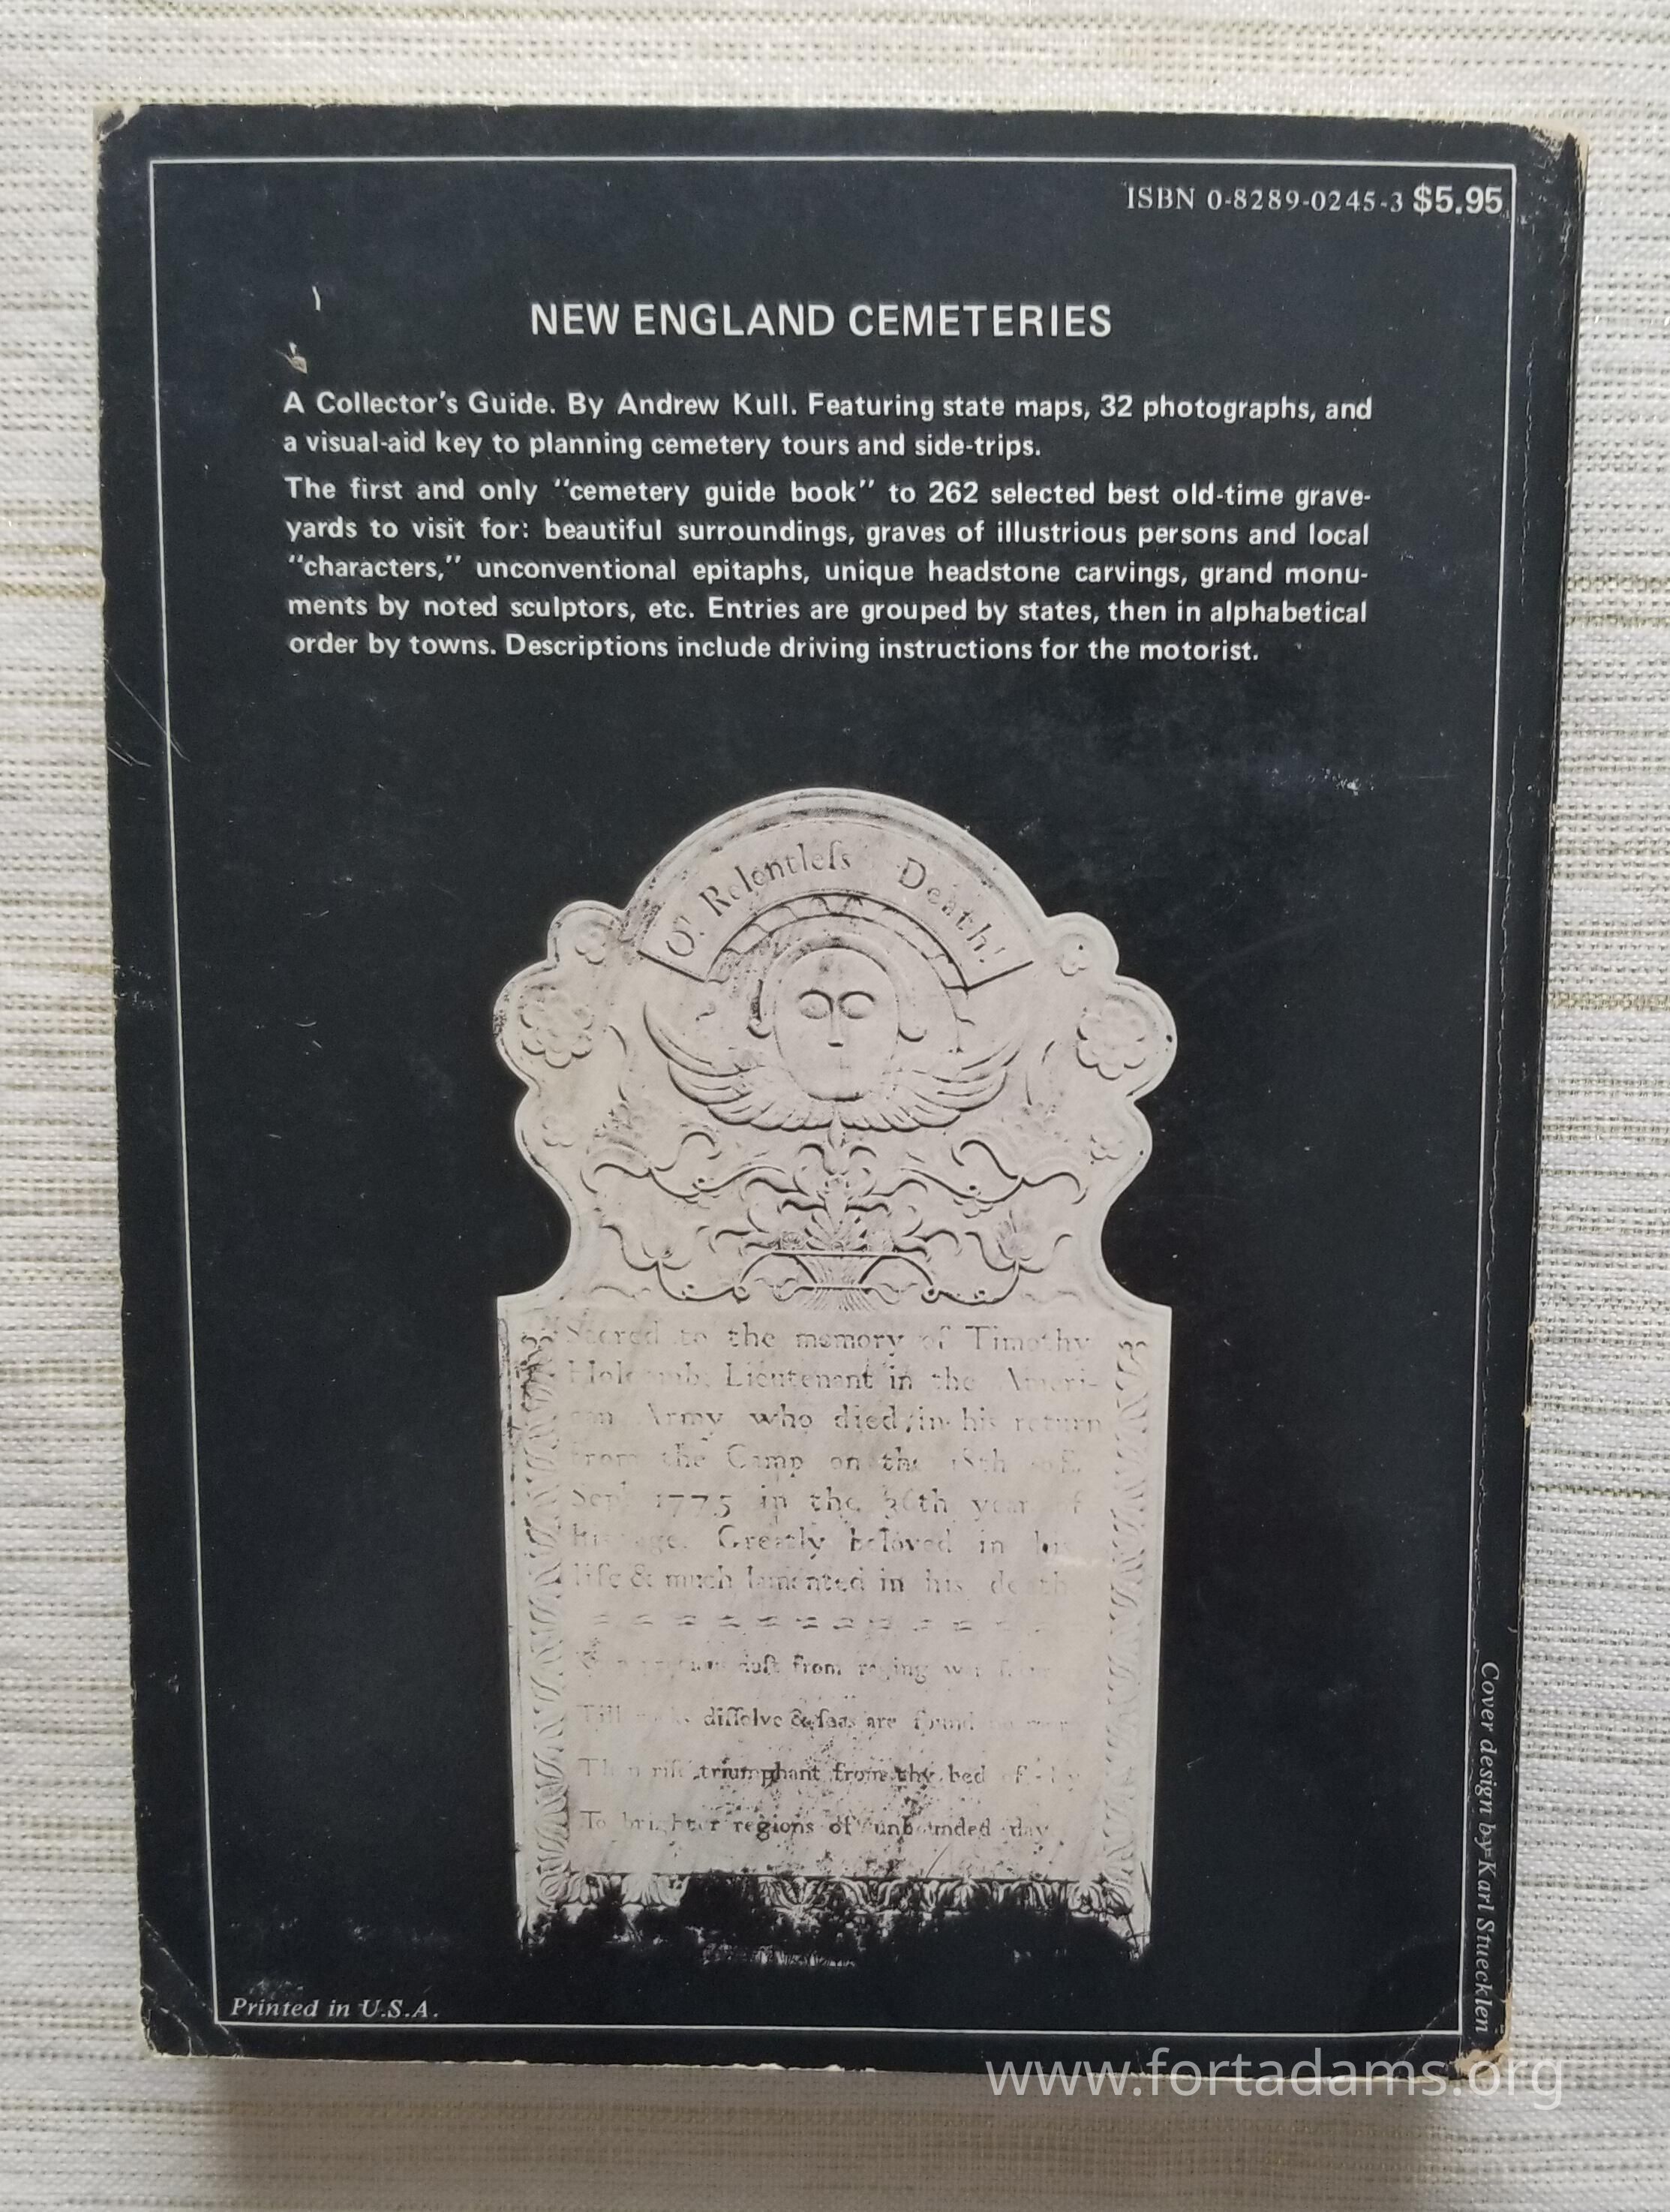 ISBN 0-8289-0245-3 $5.95
NEW ENGLAND CEMETERIES
A Collector's Guide. By Andrew Kull. Featuring state maps, 32 photographs, and
a visual-aid key to planning cemetery tours and side-trips.
The first and only "cemetery guide book" to 262 selected best old-time grave-
yards to visit for: beautiful surroundings, graves of illustrious persons and local
"characters," unconventional epitaphs, unique headstone carvings, grand monu-
ments by noted sculptors, etc. Entries are grouped by states, then in alphabetical
order by towns. Descriptions include driving instructions for the motorist.
O! Relentleſs Death!
Sacred to the memory of Timothy
Holcomb, Lieutenant in the Ameri-
can Army who died in his return
from the Camp on the 18th of
Sept 1775 in the 36th year of
his age. Greatly beloved in his
life & much lamented in his death
duſt from raging
Till diſſolve & ſeas are found
Then riſe triumphant from thy bed of
To brighter regions of unbounded day
Printed in U.S.A.
Cover design by Karl Stuecklen
www.fortadams.org